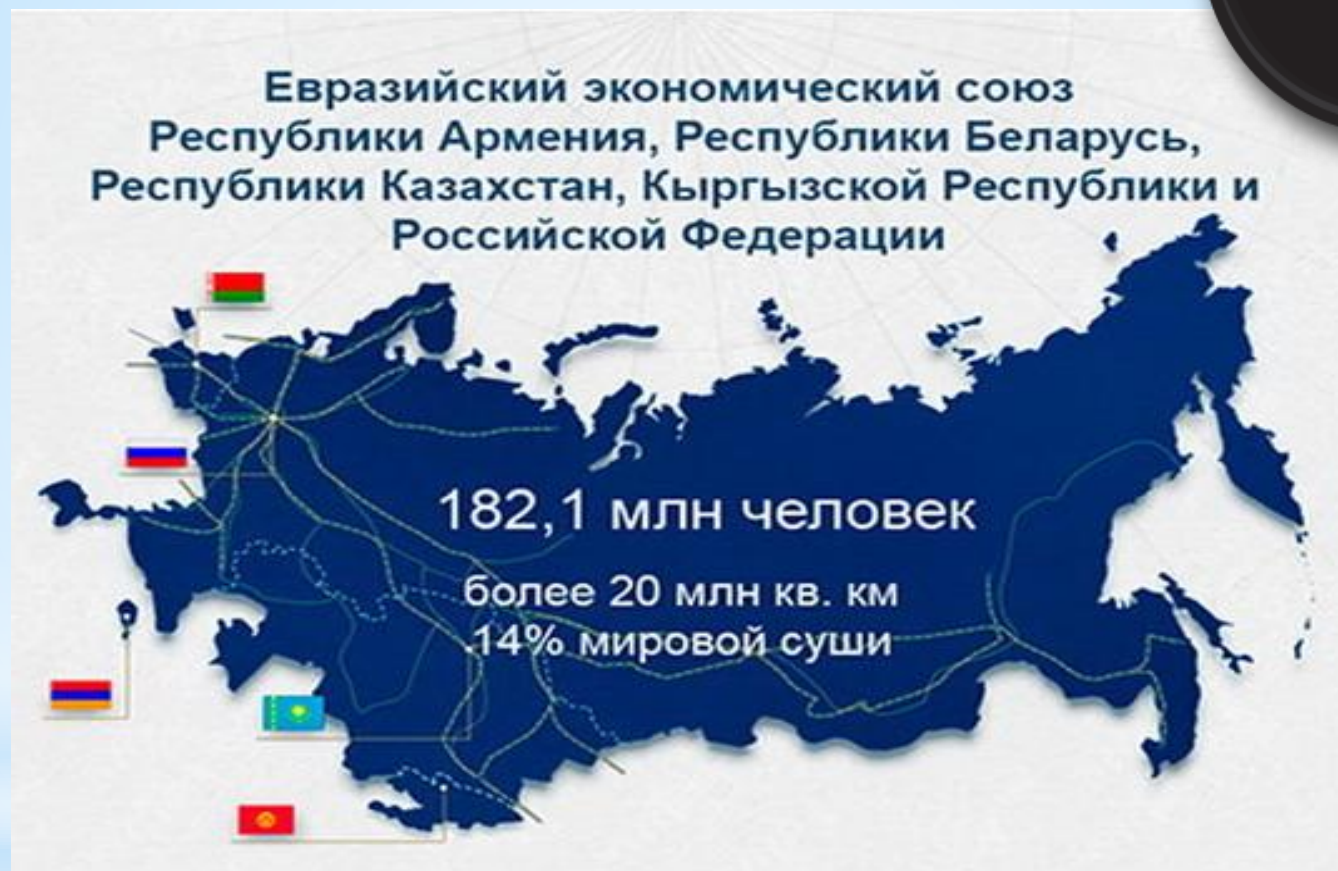 Евразийский экономический союз
Республики Армения, Республики Беларусь,
Республики Казахстан, Кыргызской Республики и
Российской Федерации
182,1 млн человек
более 20 млн кв. км
14% мировой суши